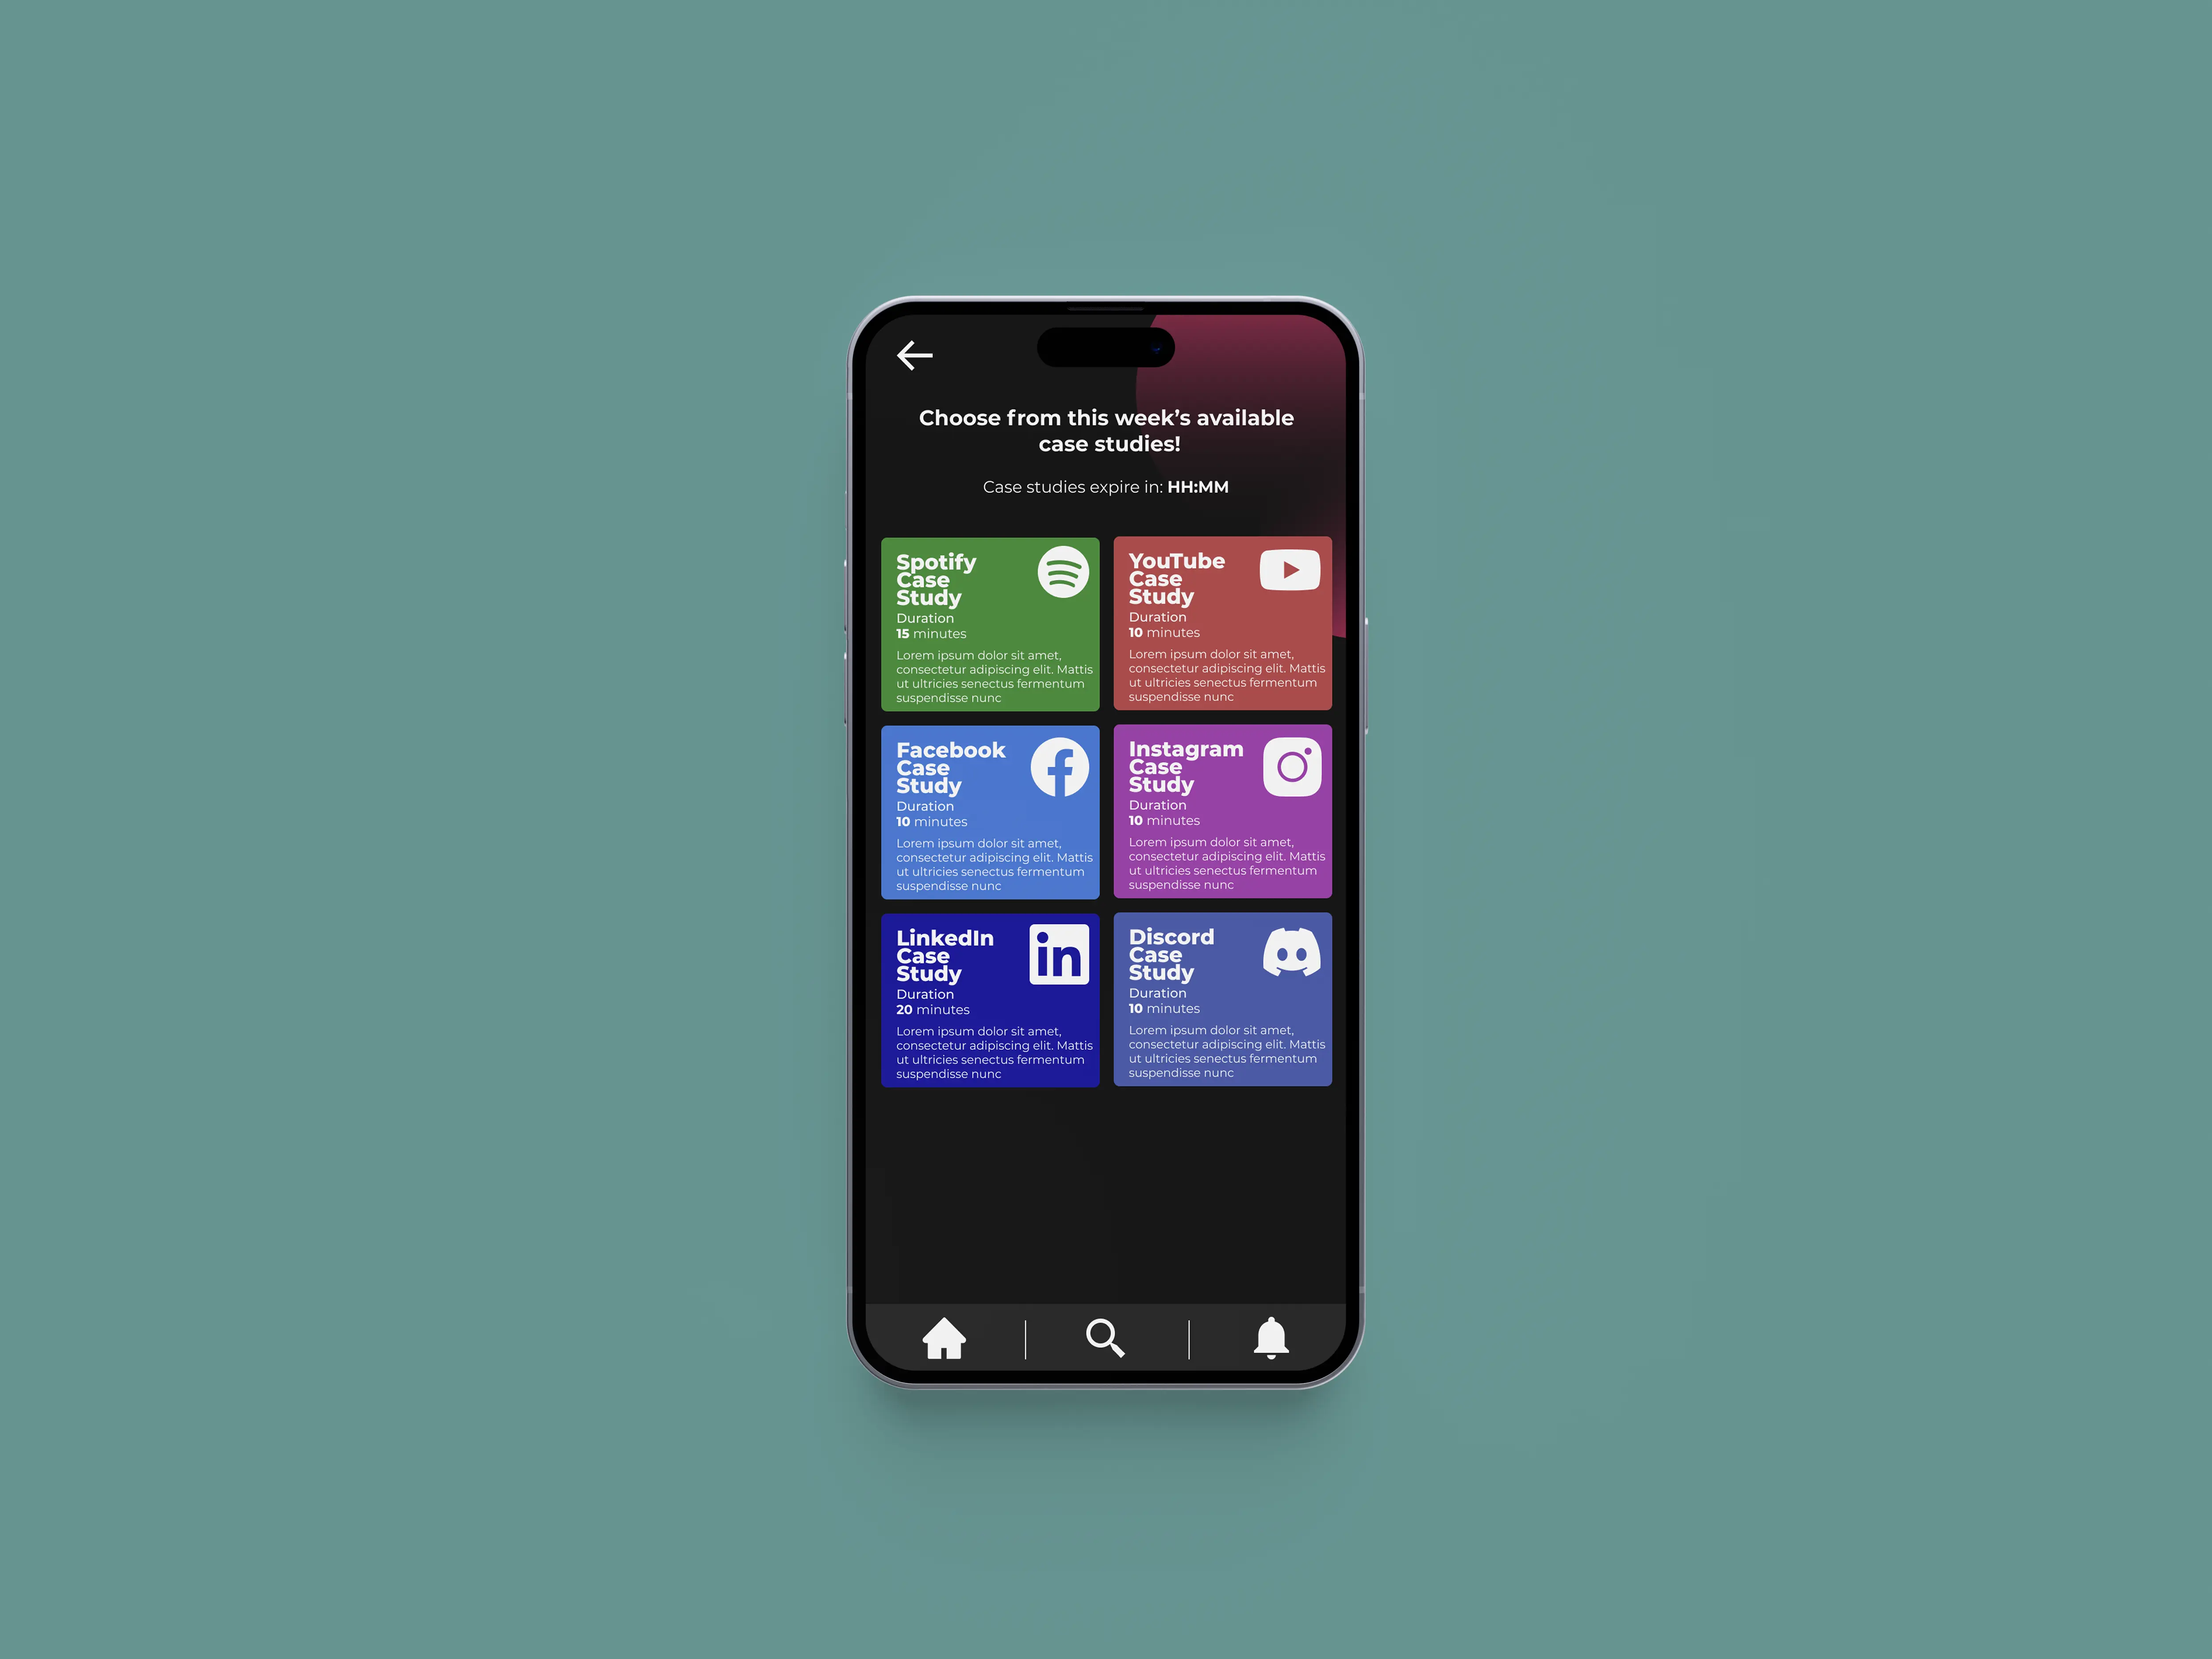 Choose from this week's available
case studies!
Case studies expire in: HH:MM
Spotify
Case
Study
Duration
15 minutes
Lorem ipsum dolor sit amet,
consectetur adipiscing elit. Mattis
ut ultricies senectus fermentum
suspendisse nunc
YouTube
Case
Study
Duration
10 minutes
Lorem ipsum dolor sit amet,
consectetur adipiscing elit. Mattis
ut ultricies senectus fermentum
suspendisse nunc
Facebook
Case
Study
Duration
10 minutes
Lorem ipsum dolor sit amet,
consectetur adipiscing elit. Mattis
ut ultricies senectus fermentum
suspendisse nunc
Instagram
Case
Study
Duration
10 minutes
Lorem ipsum dolor sit amet,
consectetur adipiscing elit. Mattis
ut ultricies senectus fermentum
suspendisse nunc
LinkedIn
Case
Study
in
Duration
20 minutes
Lorem ipsum dolor sit amet,
consectetur adipiscing elit. Mattis
ut ultricies senectus fermentum
suspendisse nunc
Discord
Case
Study
Duration
10 minutes
Lorem ipsum dolor sit amet,
consectetur adipiscing elit. Mattis
ut ultricies senectus fermentum
suspendisse nunc